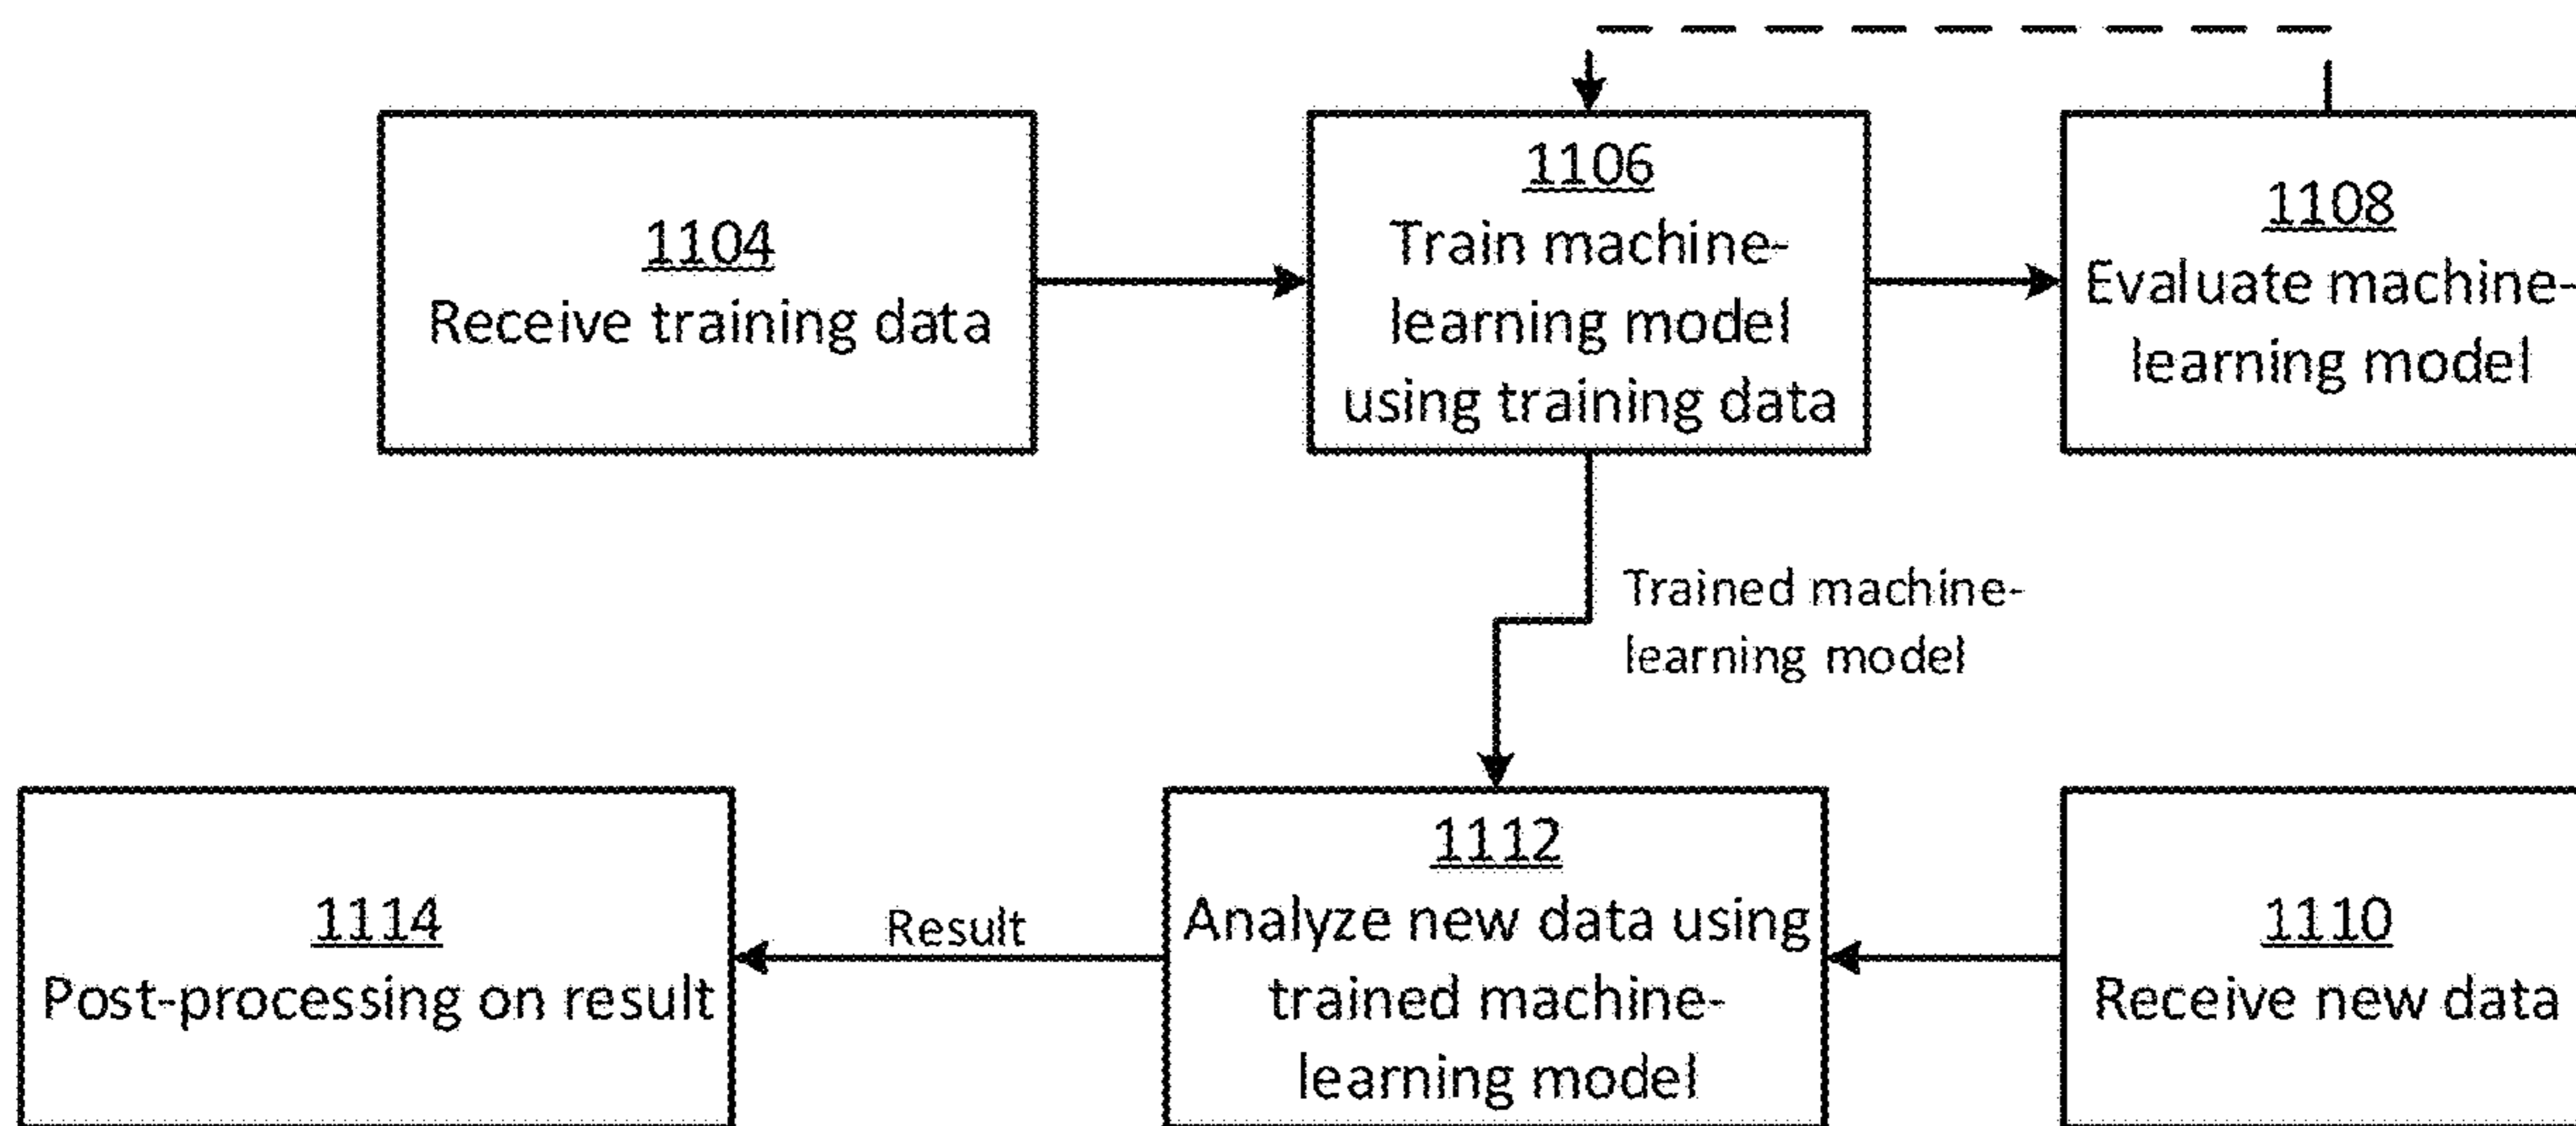 1104
Receive training data
1106
Train machine-
learning model
using training data
1108
Evaluate machine-
learning model
Trained machine-
learning model
1114
Post-processing on result
Result
1112
Analyze new data using
trained machine-
learning model
1110
Receive new data